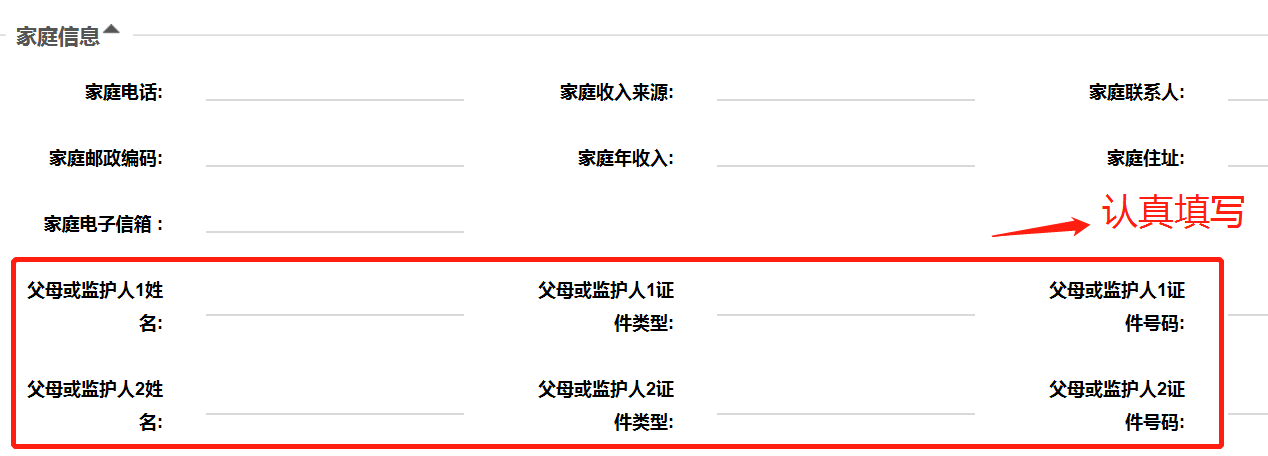 家庭信息
家庭电话: 家庭收入来源: 家庭联系人:
家庭邮政编码: 家庭年收入: 家庭住址:
认真填写
家庭电子信箱：
父母或监护人1姓 父母或监护人1证 父母或监护人1证
名: 件类型: 件号码:
父母或监护人2姓 父母或监护人2证 父母或监护人2证
名: 件类型: 件号码: